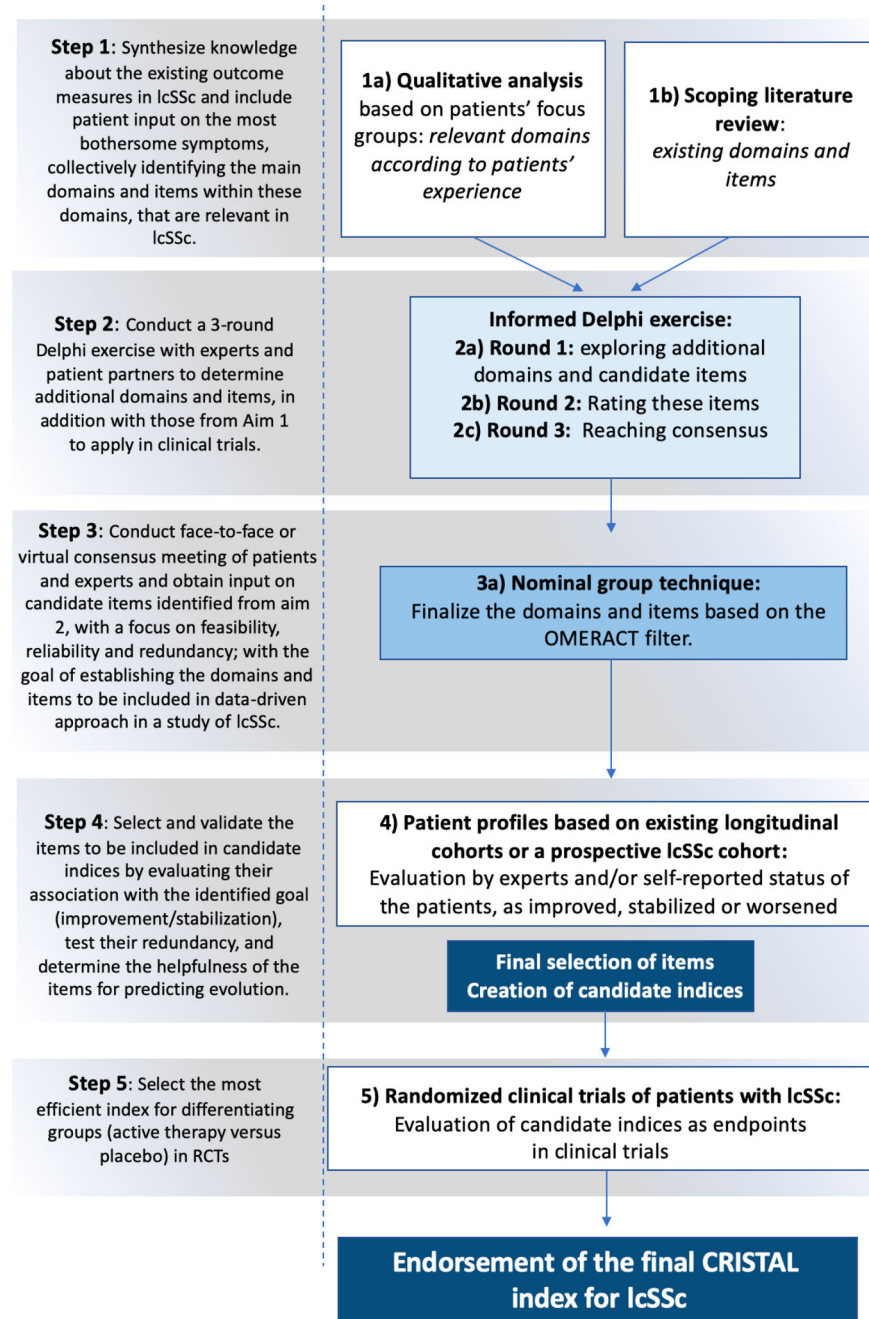 Step 1: Synthesize knowledge
about the existing outcome
measures in lcSSc and include
patient input on the most
bothersome symptoms,
collectively identifying the main
domains and items within these
domains, that are relevant in
lcSSc.
1a) Qualitative analysis
based on patients’ focus
groups: relevant domains
according to patients’
experience
1b) Scoping literature
review:
existing domains and
items
Step 2: Conduct a 3-round
Delphi exercise with experts and
patient partners to determine
additional domains and items, in
addition with those from Aim 1
to apply in clinical trials.
Informed Delphi exercise:
2a) Round 1: exploring additional
domains and candidate items
2b) Round 2: Rating these items
2c) Round 3: Reaching consensus
Step 3: Conduct face-to-face or
virtual consensus meeting of patients
and experts and obtain input on
candidate items identified from aim
2, with a focus on feasibility,
reliability and redundancy; with the
goal of establishing the domains and
items to be included in data-driven
approach in a study of lcSSc.
3a) Nominal group technique:
Finalize the domains and items based on the
OMERACT filter.
Step 4: Select and validate the
items to be included in candidate
indices by evaluating their
association with the identified goal
(improvement/stabilization),
test their redundancy, and
determine the helpfulness of the
items for predicting evolution.
4) Patient profiles based on existing longitudinal
cohorts or a prospective lcSSc cohort:
Evaluation by experts and/or self-reported status of
the patients, as improved, stabilized or worsened
Final selection of items
Creation of candidate indices
Step 5: Select the most
efficient index for differentiating
groups (active therapy versus
placebo) in RCTs
5) Randomized clinical trials of patients with lcSSc:
Evaluation of candidate indices as endpoints
in clinical trials
Endorsement of the final CRISTAL
index for lcSSc